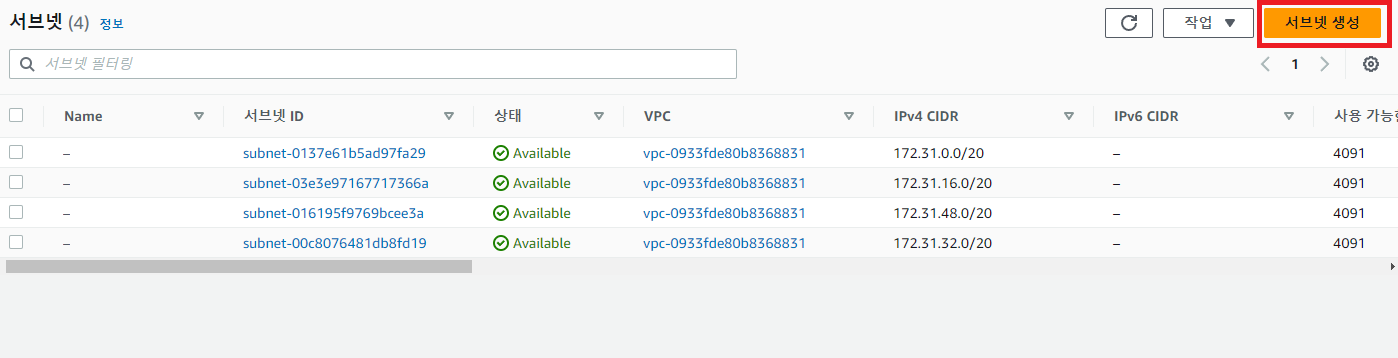 서브넷 (4) 정보 작업 서브넷 생성
서브넷 필터링 1
Name 서브넷 ID 상태 VPC IPv4 CIDR IPv6 CIDR 사용 가능한
– subnet-0137e61b5ad97fa29 Available vpc-0933fde80b8368831 172.31.0.0/20 – 4091
– subnet-03e3e97167717366a Available vpc-0933fde80b8368831 172.31.16.0/20 – 4091
– subnet-016195f9769bcee3a Available vpc-0933fde80b8368831 172.31.48.0/20 – 4091
– subnet-00c8076481db8fd19 Available vpc-0933fde80b8368831 172.31.32.0/20 – 4091